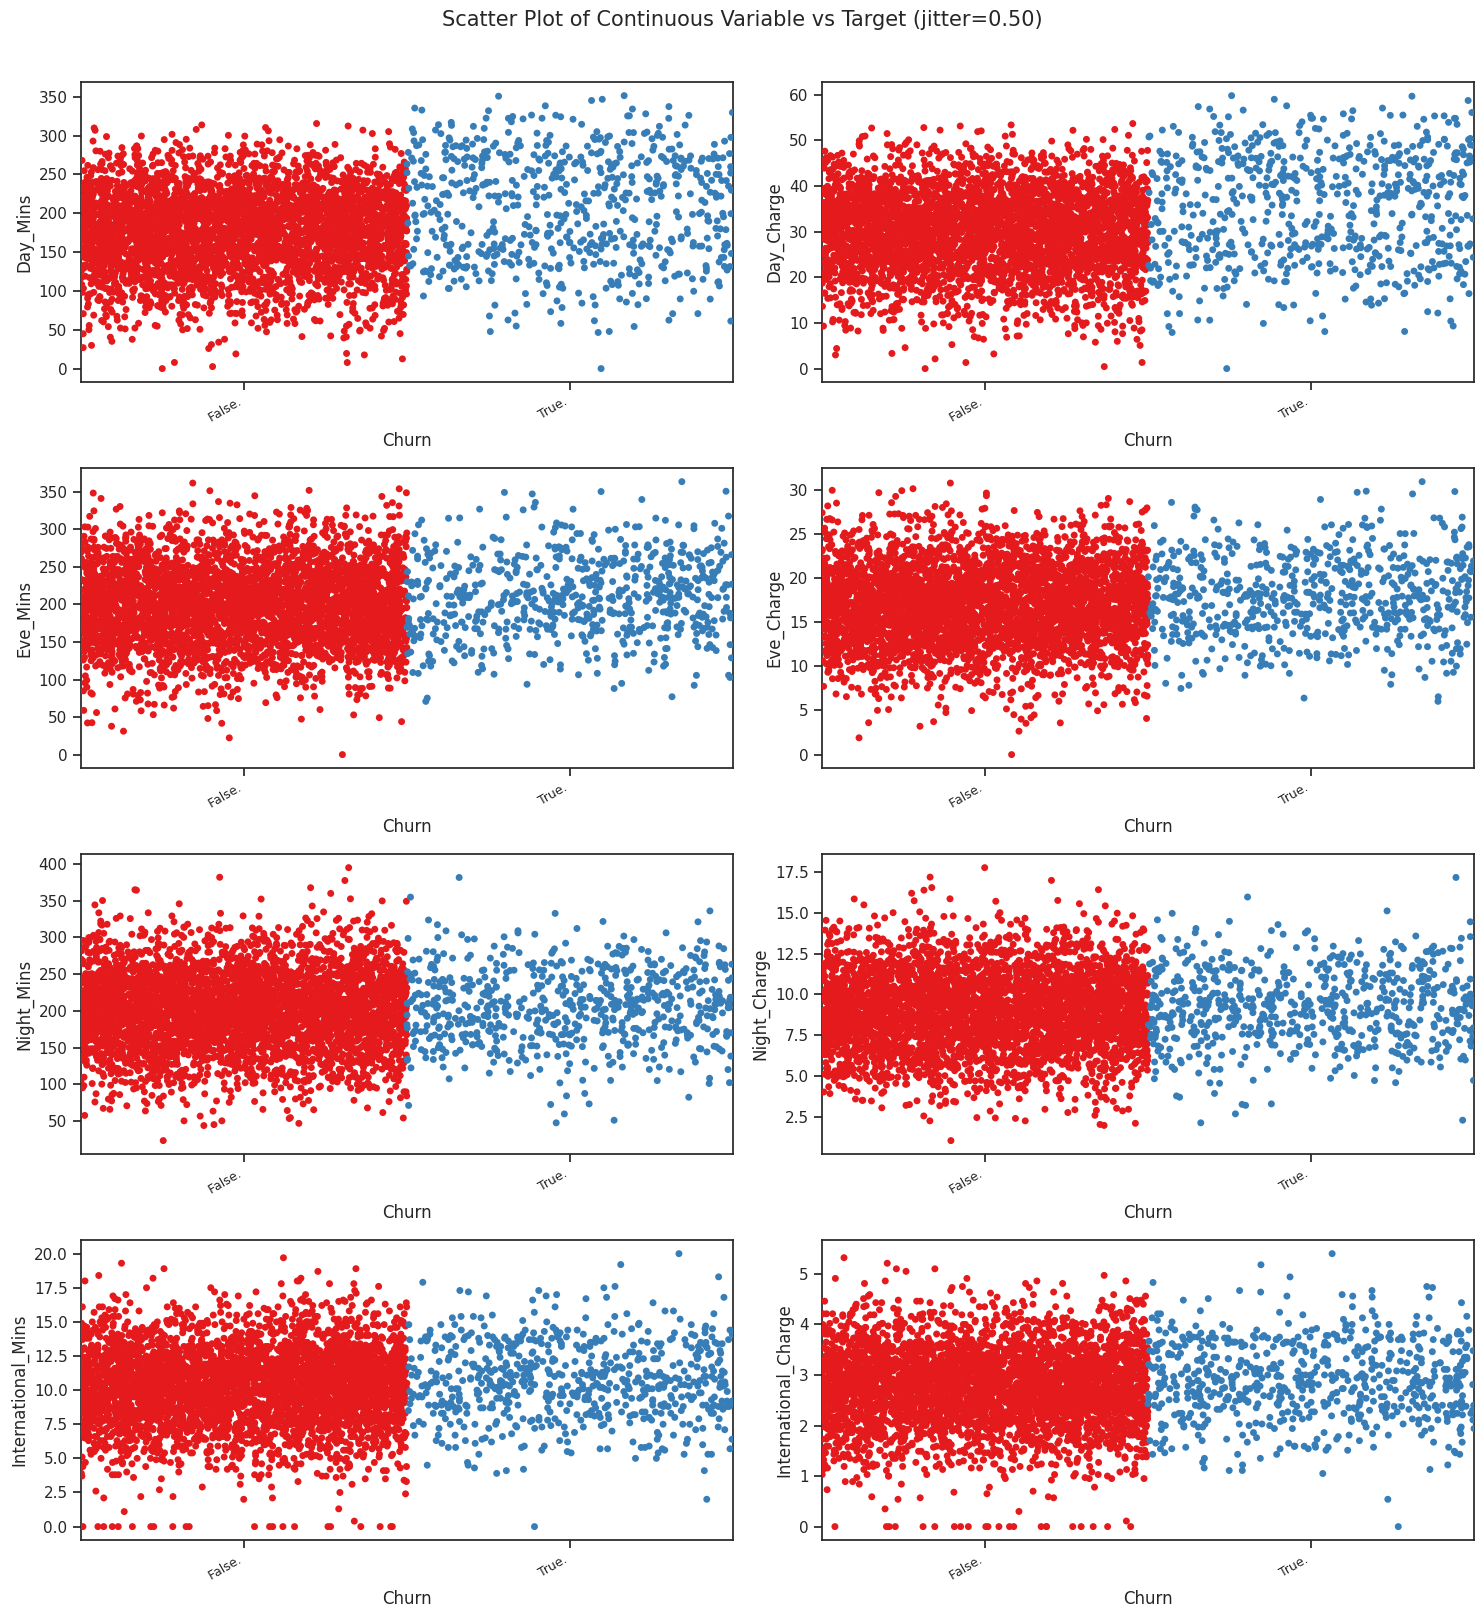 Scatter Plot of Continuous Variable vs Target (jitter=0.50)
350
300
250
200
150
100
50
0
Day_Mins
False.
True.
Churn
60
50
40
30
20
10
0
Day_Charge
False.
True.
Churn
350
300
250
200
150
100
50
0
Eve_Mins
False.
True.
Churn
30
25
20
15
10
5
0
Eve_Charge
False.
True.
Churn
400
350
300
250
200
150
100
50
Night_Mins
False.
True.
Churn
17.5
15.0
12.5
10.0
7.5
5.0
2.5
Night_Charge
False.
True.
Churn
20.0
17.5
15.0
12.5
10.0
7.5
5.0
2.5
0.0
International_Mins
False.
True.
Churn
5
4
3
2
1
0
International_Charge
False.
True.
Churn